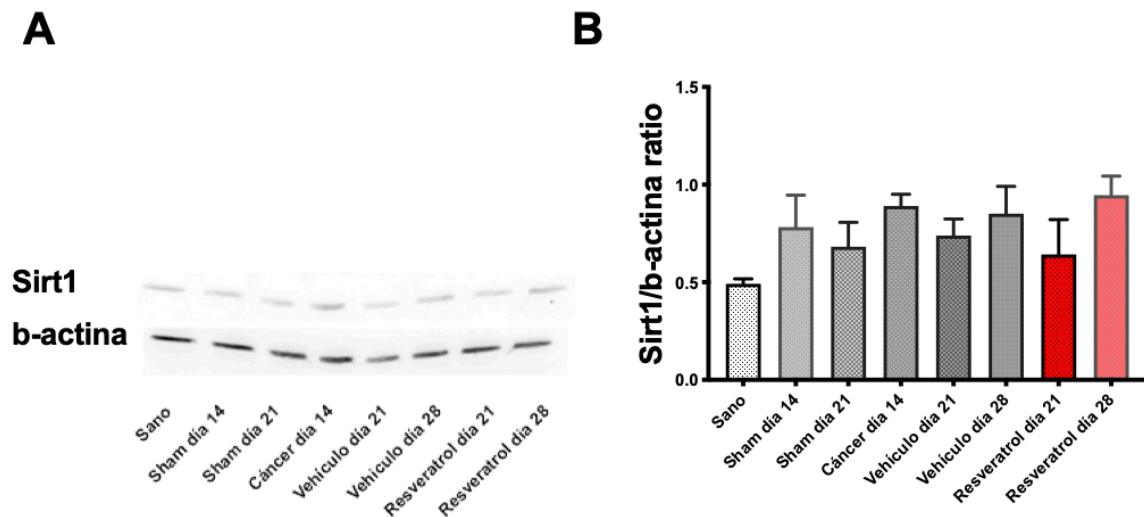 A
Sirt1
b-actina
Sano
Sham día 14
Sham día 21
Cáncer día 14
Vehículo día 21
Vehículo día 28
Resveratrol día 21
Resveratrol día 28
B
Sirt1/b-actina ratio
1.5
1.0
0.5
0.0
Sano
Sham día 14
Sham día 21
Cáncer día 14
Vehículo día 21
Vehículo día 28
Resveratrol día 21
Resveratrol día 28